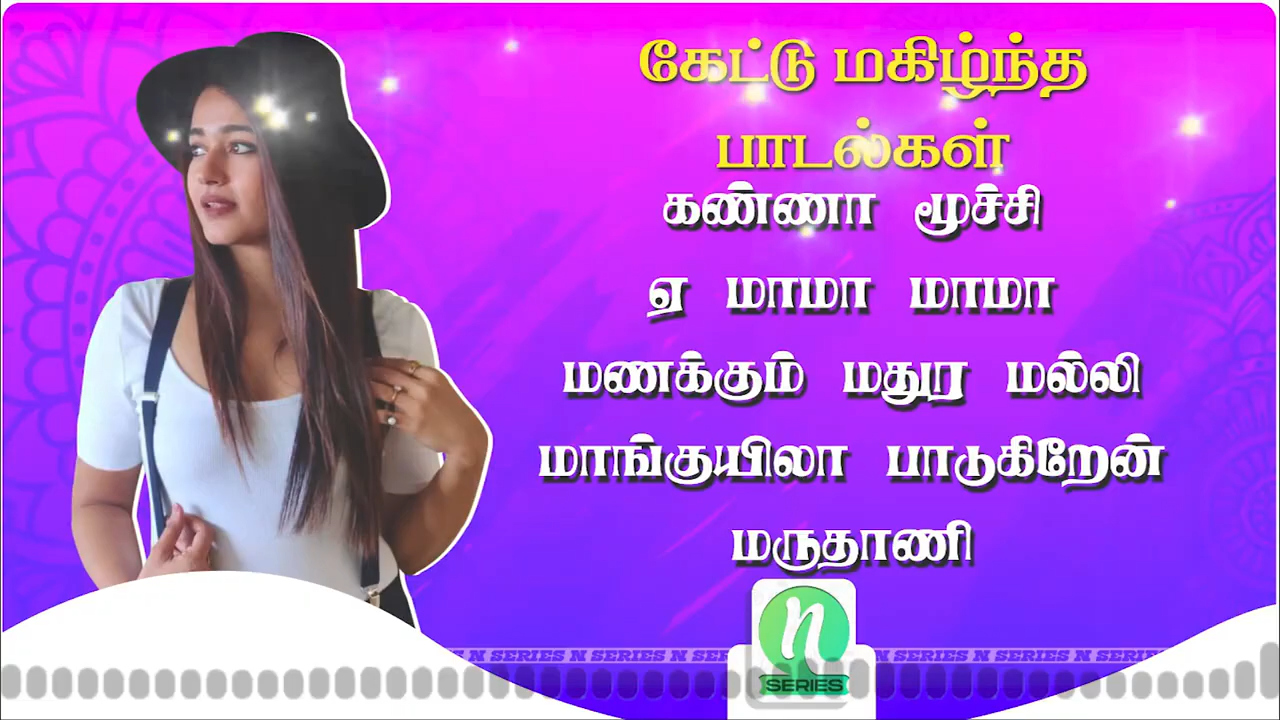 கேட்டு மகிழ்ந்த
பாடல்கள்
கண்ணா மூச்சி
ஏ மாமா மாமா
மணக்கும் மதுர மல்லி
மாங்குயிலா பாடுகிறேன்
மருதாணி
n
N SERIES N SERIES N SERIES N SERIES N SERIES N SERIES
SERIES